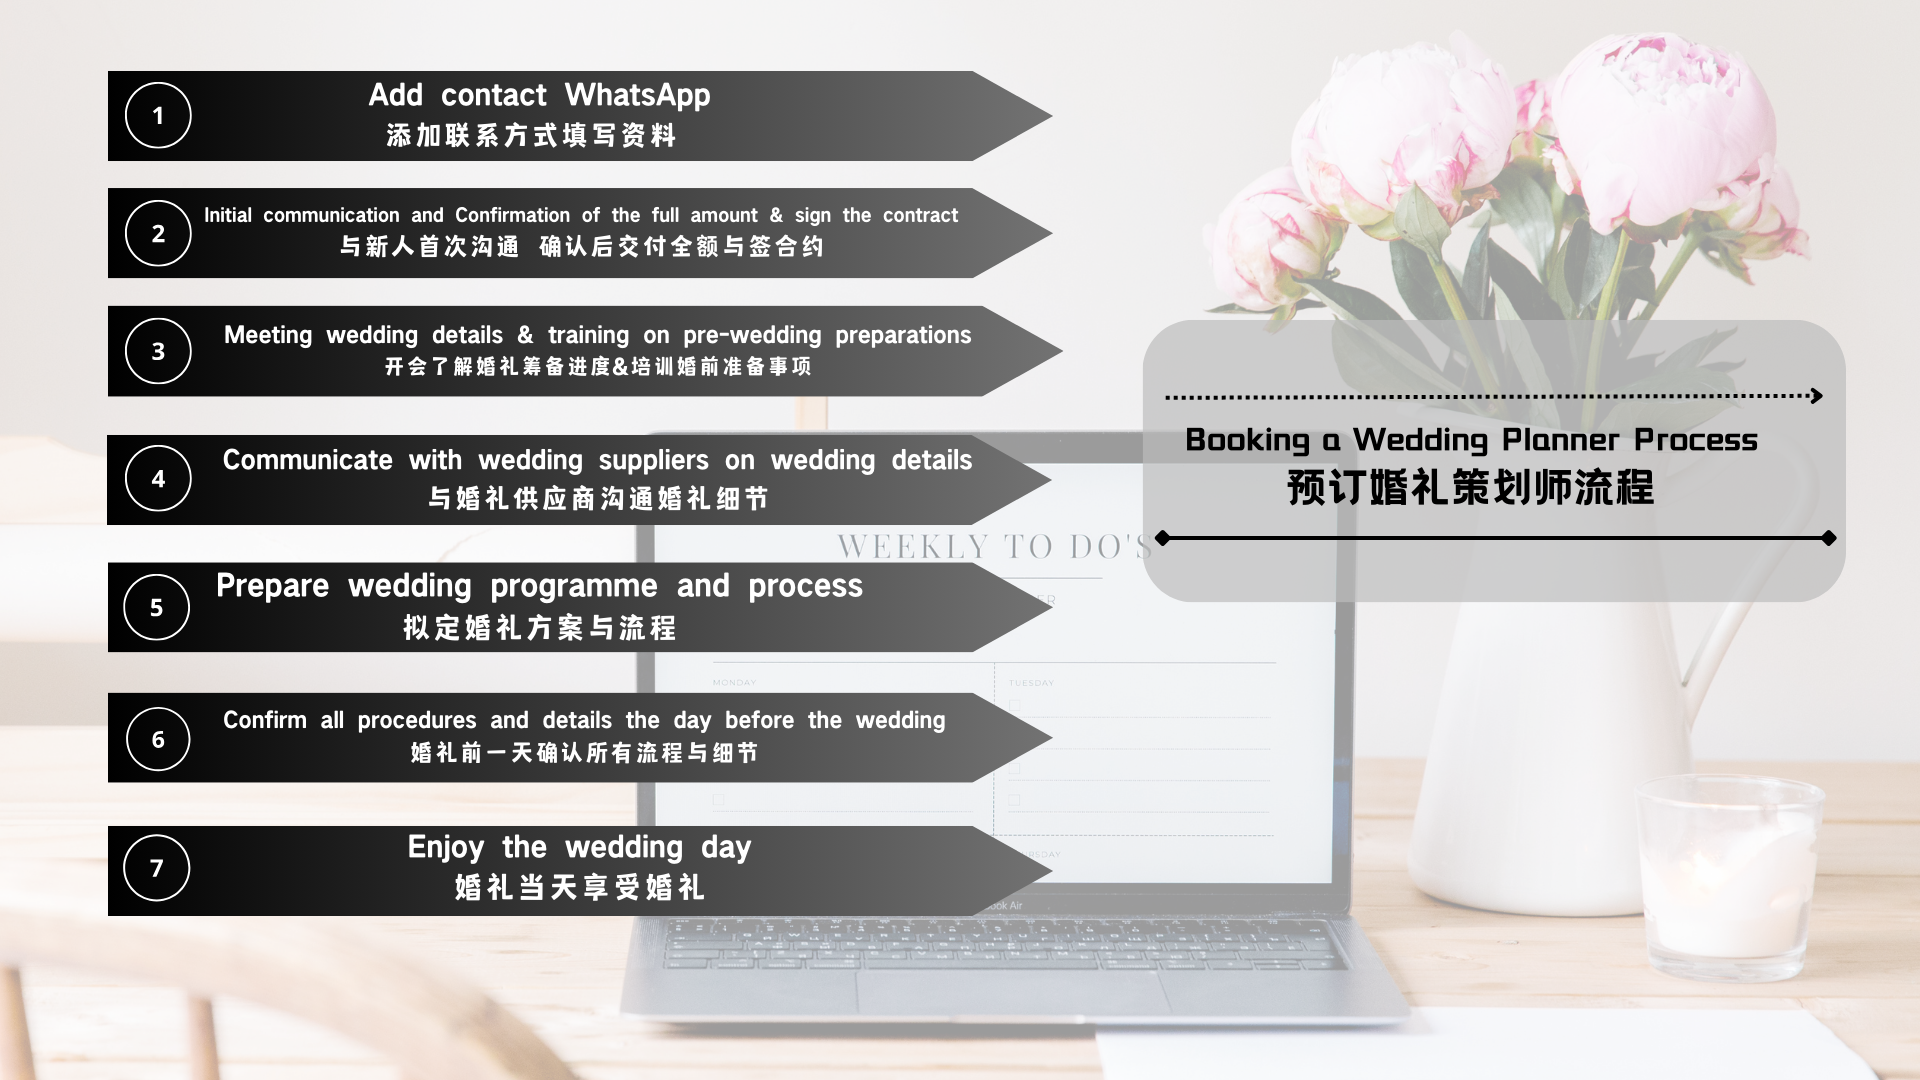 1
Add contact WhatsApp
添加联系方式填写资料
2
Initial communication and Confirmation of the full amount & sign the contract
与新人首次沟通 确认后交付全额与签合约
3
Meeting wedding details & training on pre-wedding preparations
开会了解婚礼筹备进度&培训婚前准备事项
4
Communicate with wedding suppliers on wedding details
与婚礼供应商沟通婚礼细节
5
Prepare wedding programme and process
拟定婚礼方案与流程
6
Confirm all procedures and details the day before the wedding
婚礼前一天确认所有流程与细节
7
Enjoy the wedding day
婚礼当天享受婚礼
Booking a Wedding Planner Process
预订婚礼策划师流程
WEEKLY TO DO'S
MONDAY
TUESDAY
Air